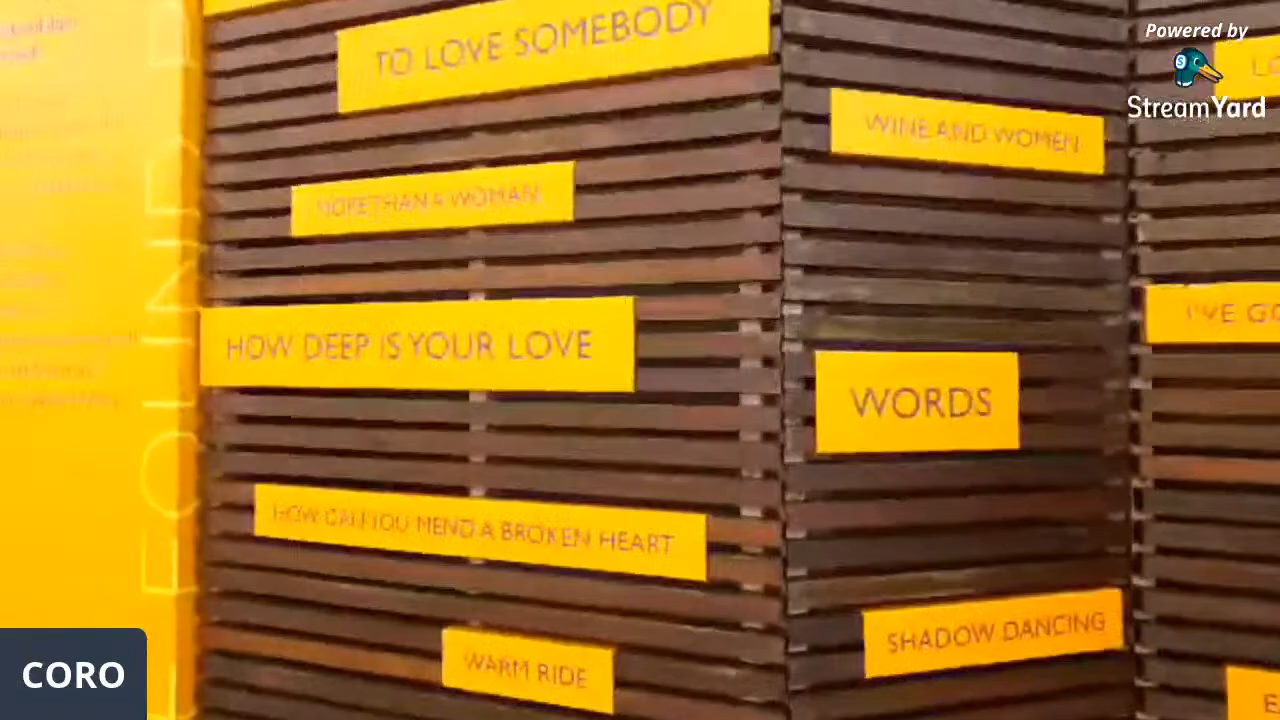 TO LOVE SOMEBODY
MORE THAN A WOMAN
HOW DEEP IS YOUR LOVE
HOW CAN YOU MEND A BROKEN HEART
WARM RIDE
WINE AND WOMEN
WORDS
SHADOW DANCING
I'VE
Powered by
StreamYard
CORO